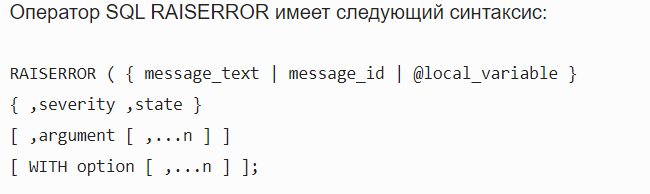 Оператор SQL RAISERROR имеет следующий синтаксис:
RAISERROR ( { message_text | message_id | @local_variable }
{ ,severity ,state }
[ ,argument [ ,...n ] ]
[ WITH option [ ,...n ] ];